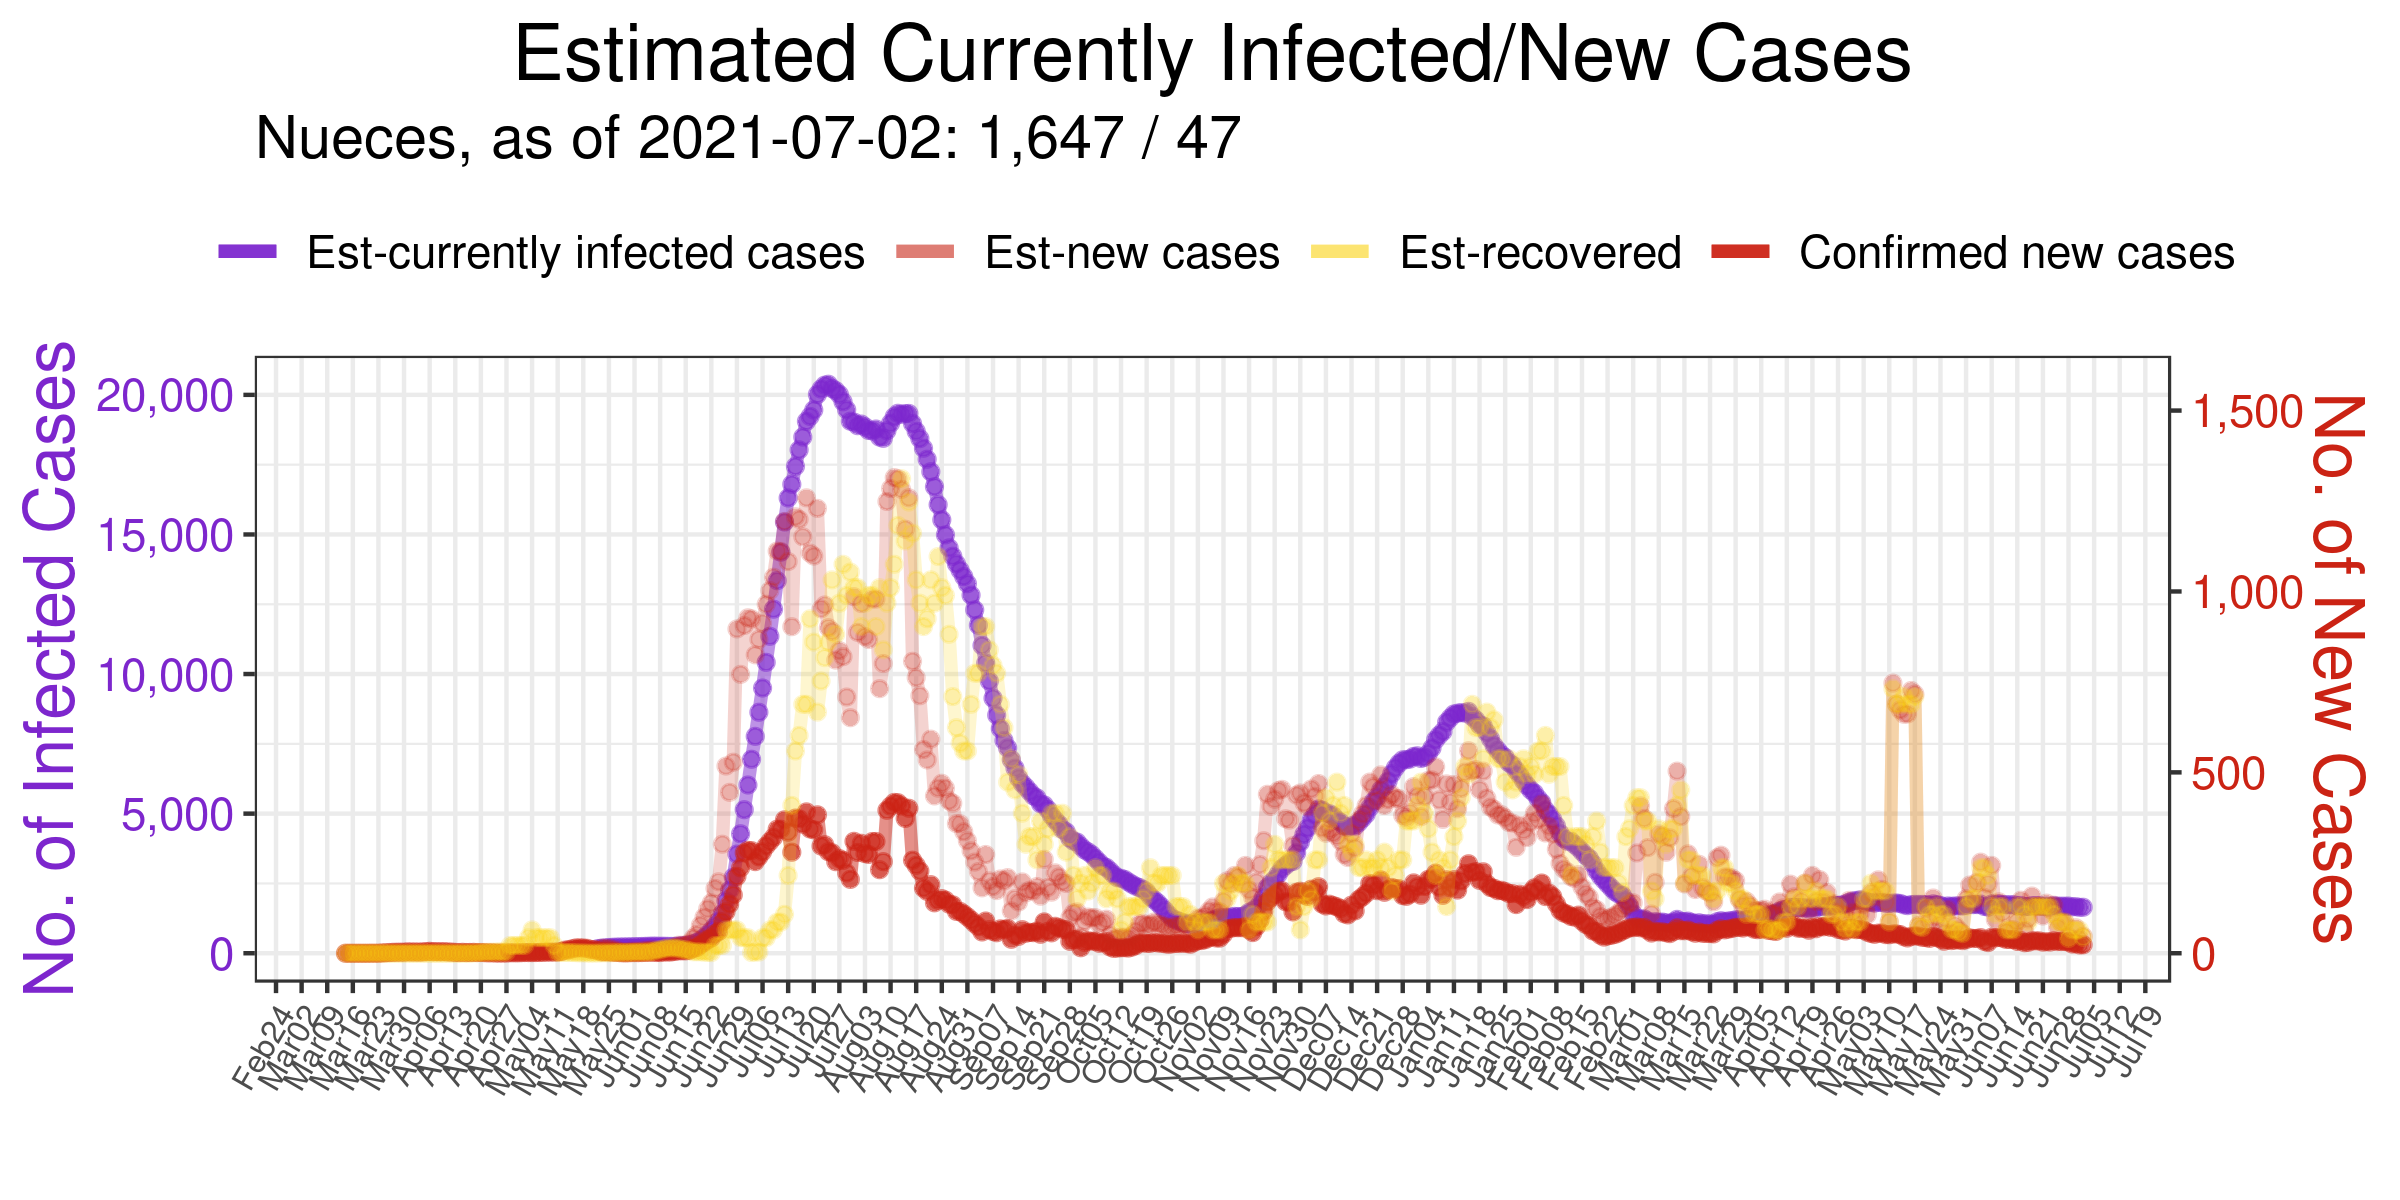 Estimated Currently Infected/New Cases
Nueces, as of 2021-07-02: 1,647 / 47
Est-currently infected cases
Est-new cases
Est-recovered
Confirmed new cases
No. of Infected Cases
20,000
15,000
10,000
5,000
0
1,500
1,000
500
0
No. of New Cases
Feb24
Mar02
Mar09
Mar16
Mar23
Mar30
Apr06
Apr13
Apr20
Apr27
May04
May11
May18
May25
Jun01
Jun08
Jun15
Jun22
Jun29
Jul06
Jul13
Jul20
Jul27
Aug03
Aug10
Aug17
Aug24
Aug31
Sep07
Sep14
Sep21
Sep28
Oct05
Oct12
Oct19
Oct26
Nov02
Nov09
Nov16
Nov23
Nov30
Dec07
Dec14
Dec21
Dec28
Jan04
Jan11
Jan18
Jan25
Feb01
Feb08
Feb15
Feb22
Mar01
Mar08
Mar15
Mar22
Mar29
Apr05
Apr12
Apr19
Apr26
May03
May10
May17
May24
May31
Jun07
Jun14
Jun21
Jun28
Jul05
Jul12
Jul19